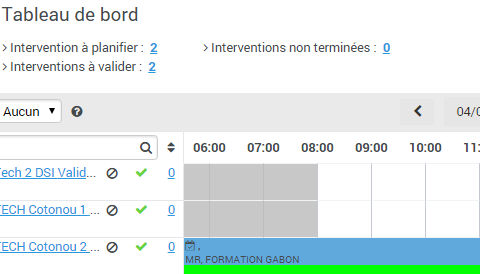 Tableau de bord
Intervention à planifier : 2
Interventions non terminées : 0
Interventions à valider : 2
Aucun
04/0
06:00 07:00 08:00 09:00 10:00 11:
Tech 2 DSI Valid... 0
TECH Cotonou 1 ... 0
TECH Cotonou 2 ... 0
,
MR, FORMATION GABON